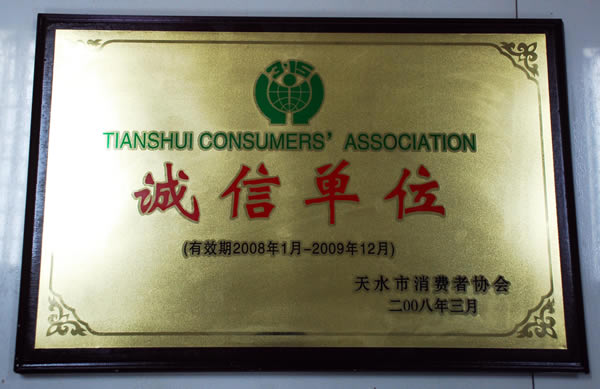 3·15
TIANSHUI CONSUMERS' ASSOCIATION
诚信单位
(有效期2008年1月-2009年12月)
天水市消费者协会
二00八年三月